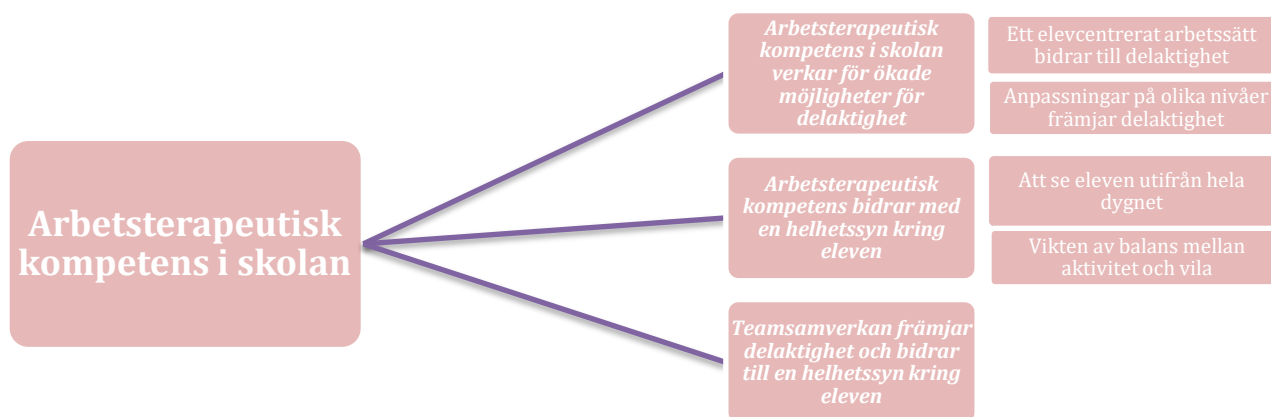 Arbetsterapeutisk
kompetens i skolan
Arbetsterapeutisk
kompetens i skolan
verkar för ökade
möjligheter för
delaktighet
Ett elevcentrerat arbetssätt
bidrar till delaktighet
Anpassningar på olika nivåer
främjar delaktighet
Arbetsterapeutisk
kompetens bidrar med
en helhetssyn kring
eleven
Att se eleven utifrån hela
dygnet
Vikten av balans mellan
aktivitet och vila
Teamsamverkan främjar
delaktighet och bidrar
till en helhetssyn kring
eleven